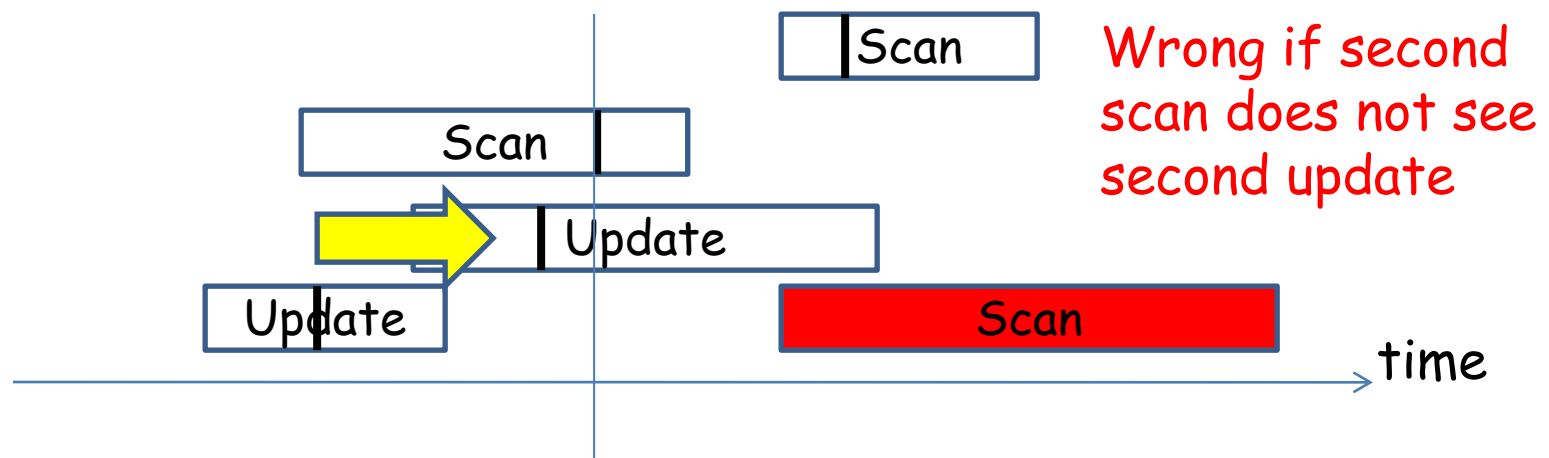 Scan
Wrong if second
scan does not see
second update
Scan
Update
Update
Scan
time